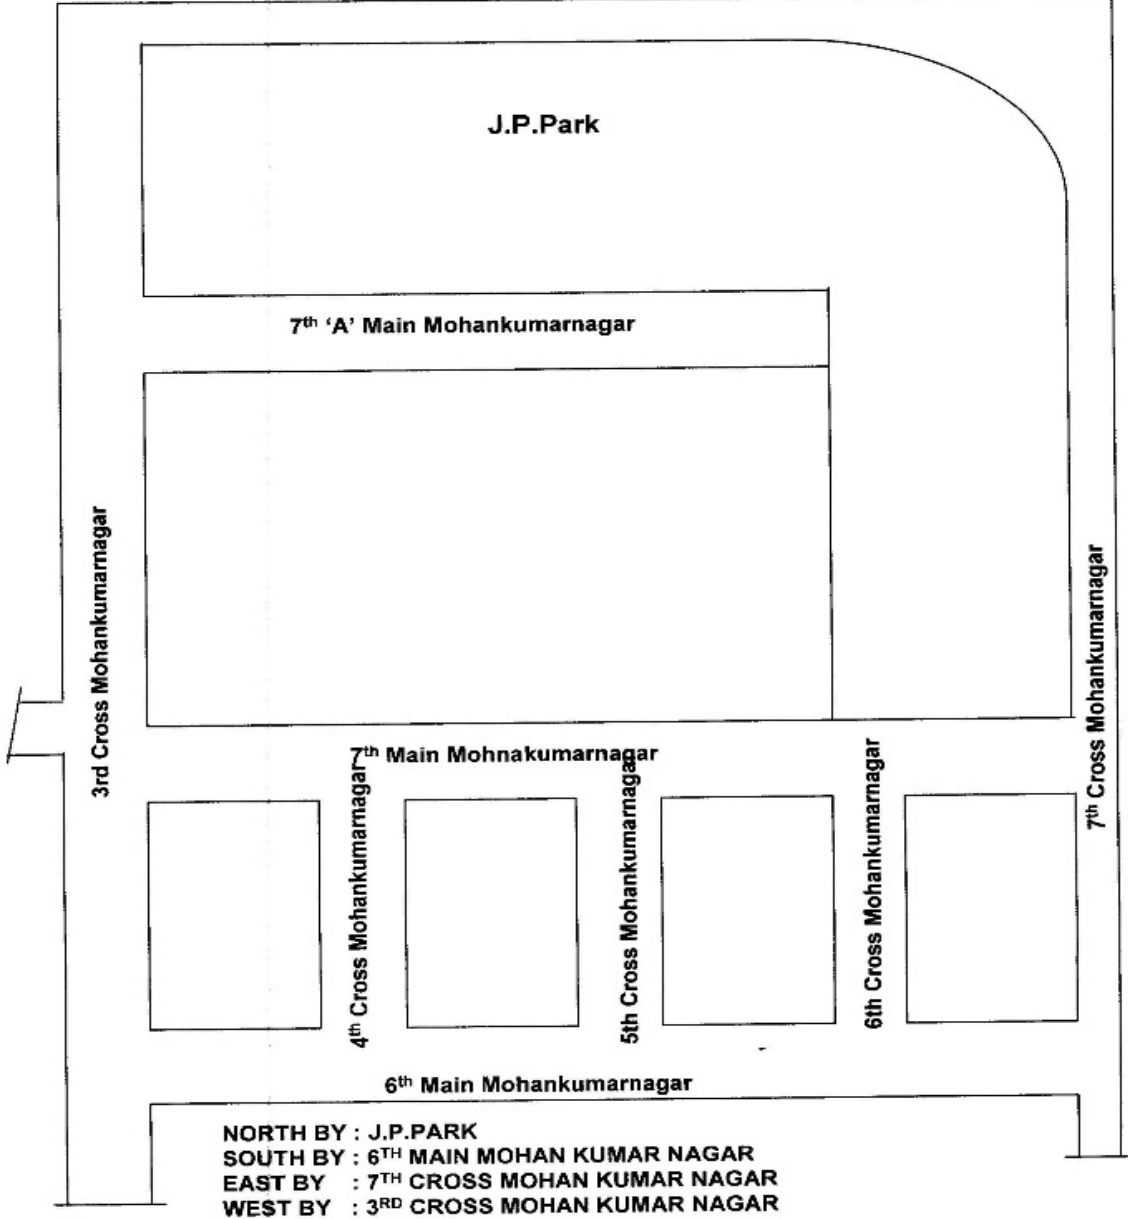 J.P.Park
7th ‘A’ Main Mohankumarnagar
3rd Cross Mohankumarnagar
7th Cross Mohankumarnagar
7th Main Mohnakumarnagar
4th Cross Mohankumarnagar
5th Cross Mohankumarnagar
6th Cross Mohankumarnagar
6th Main Mohankumarnagar
NORTH BY : J.P.PARK
SOUTH BY : 6TH MAIN MOHAN KUMAR NAGAR
EAST BY : 7TH CROSS MOHAN KUMAR NAGAR
WEST BY : 3RD CROSS MOHAN KUMAR NAGAR